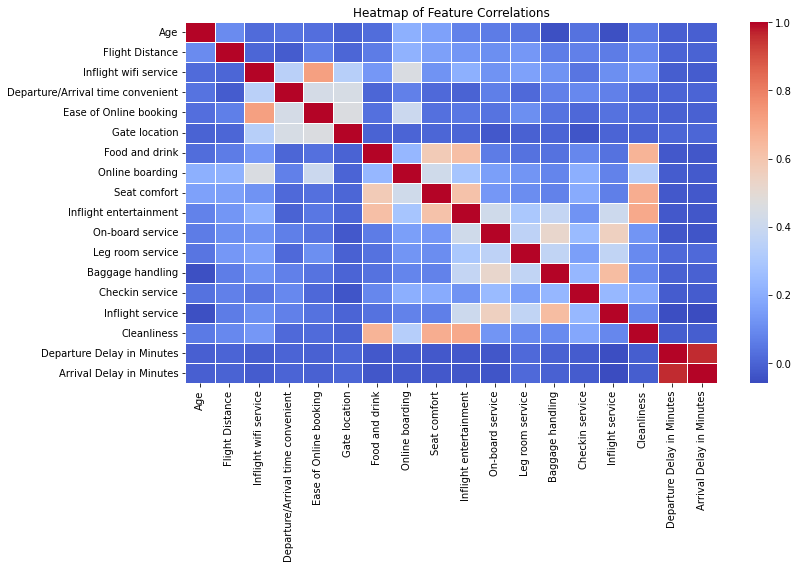 Heatmap of Feature Correlations
Age
Flight Distance
Inflight wifi service
Departure/Arrival time convenient
Ease of Online booking
Gate location
Food and drink
Online boarding
Seat comfort
Inflight entertainment
On-board service
Leg room service
Baggage handling
Checkin service
Inflight service
Cleanliness
Departure Delay in Minutes
Arrival Delay in Minutes
Age
Flight Distance
Inflight wifi service
Departure/Arrival time convenient
Ease of Online booking
Gate location
Food and drink
Online boarding
Seat comfort
Inflight entertainment
On-board service
Leg room service
Baggage handling
Checkin service
Inflight service
Cleanliness
Departure Delay in Minutes
Arrival Delay in Minutes
1.0
0.8
0.6
0.4
0.2
0.0